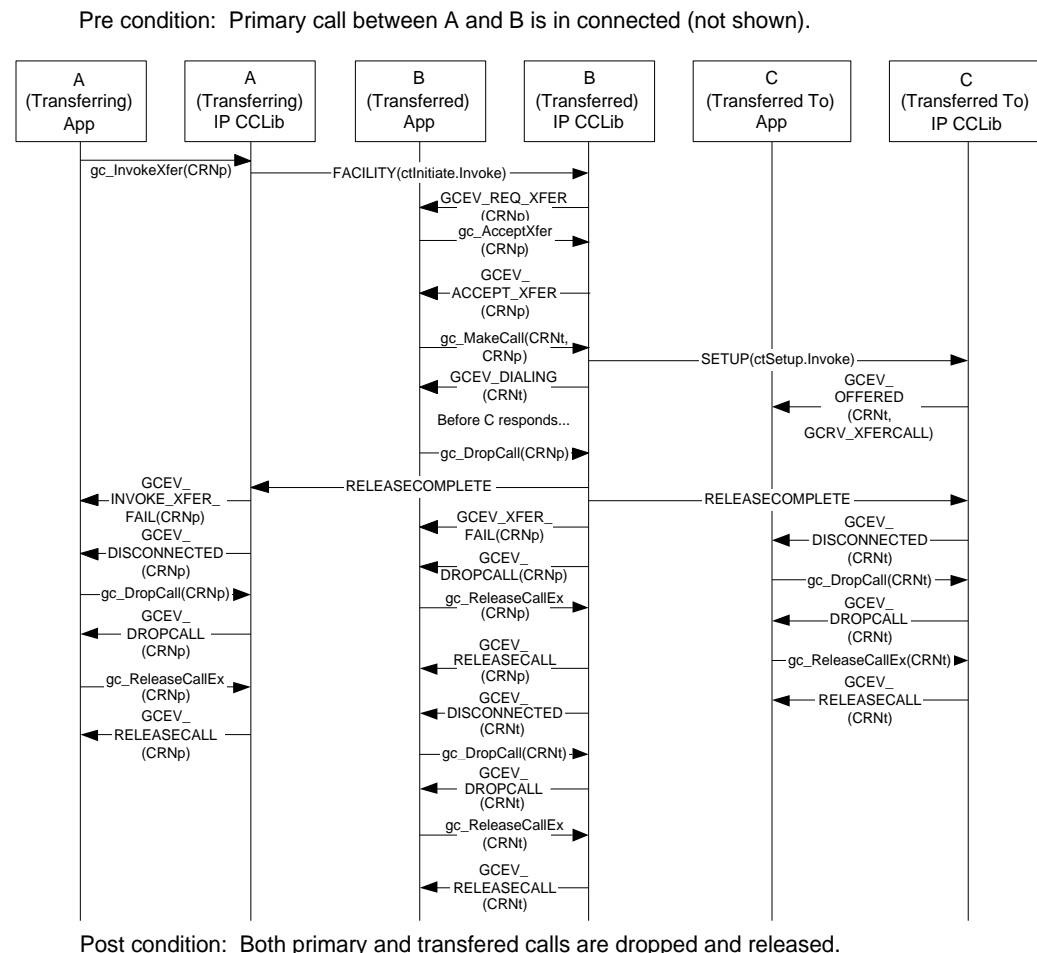 Pre condition:  Primary call between A and B is in connected (not shown).
A
(Transferring)
App
A
(Transferring)
IP CCLib
B
(Transferred)
App
B
(Transferred)
IP CCLib
C
(Transferred To)
App
C
(Transferred To)
IP CCLib
gc_InvokeXfer(CRNp)
FACILITY(ctInitiate.Invoke)
GCEV_REQ_XFER
(CRNp)
gc_AcceptXfer
(CRNp)
GCEV_
ACCEPT_XFER
(CRNp)
gc_MakeCall(CRNt,
CRNp)
SETUP(ctSetup.Invoke)
GCEV_DIALING
(CRNt)
GCEV_
OFFERED
(CRNt,
GCRV_XFERCALL)
Before C responds...
gc_DropCall(CRNp)
RELEASECOMPLETE
RELEASECOMPLETE
GCEV_
INVOKE_XFER_
FAIL(CRNp)
GCEV_XFER_
FAIL(CRNp)
GCEV_
DISCONNECTED
(CRNt)
GCEV_
DISCONNECTED
(CRNp)
GCEV_
DROPCALL(CRNp)
gc_DropCall(CRNt)
gc_DropCall(CRNp)
gc_ReleaseCallEx
(CRNp)
GCEV_
DROPCALL
(CRNt)
GCEV_
DROPCALL
(CRNp)
GCEV_
RELEASECALL
(CRNp)
gc_ReleaseCallEx(CRNt)
gc_ReleaseCallEx
(CRNp)
GCEV_
RELEASECALL
(CRNt)
GCEV_
DISCONNECTED
(CRNt)
GCEV_
RELEASECALL
(CRNp)
gc_DropCall(CRNt)
GCEV_
DROPCALL
(CRNt)
gc_ReleaseCallEx
(CRNt)
GCEV_
RELEASECALL
(CRNt)
Post condition:  Both primary and transfered calls are dropped and released.